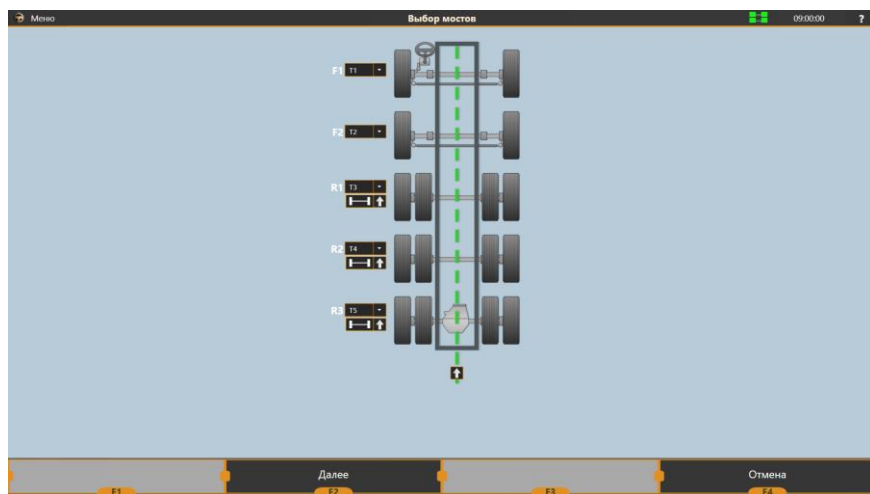 Меню Выбор мостов 09:00:00 ?
F1 T1
F2 T2
R1 T3
R2 T4
R3 T5
Далее Отмена
F1 F2 F3 F4